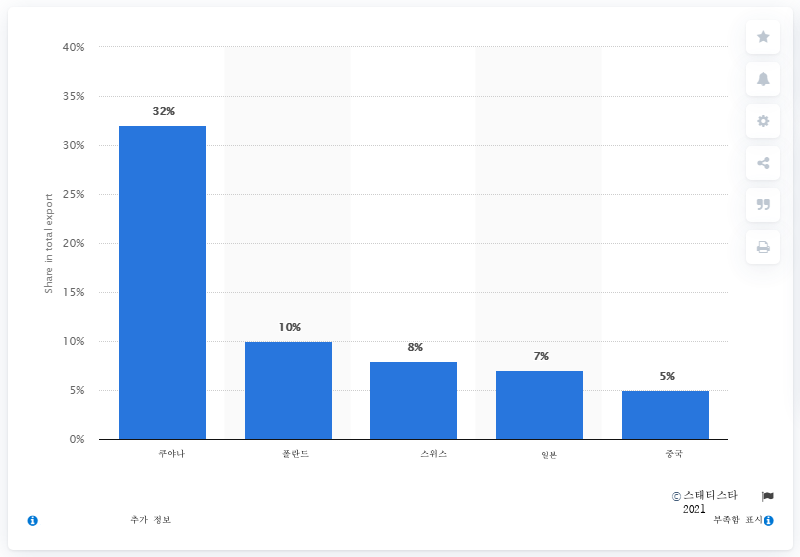 40%
35%
30%
25%
20%
15%
10%
5%
0%
Share in total export
32%
10%
8%
7%
5%
쿠야나
폴란드
스위스
일본
중국
© 스태티스타
2021
추가 정보
부족함 표시